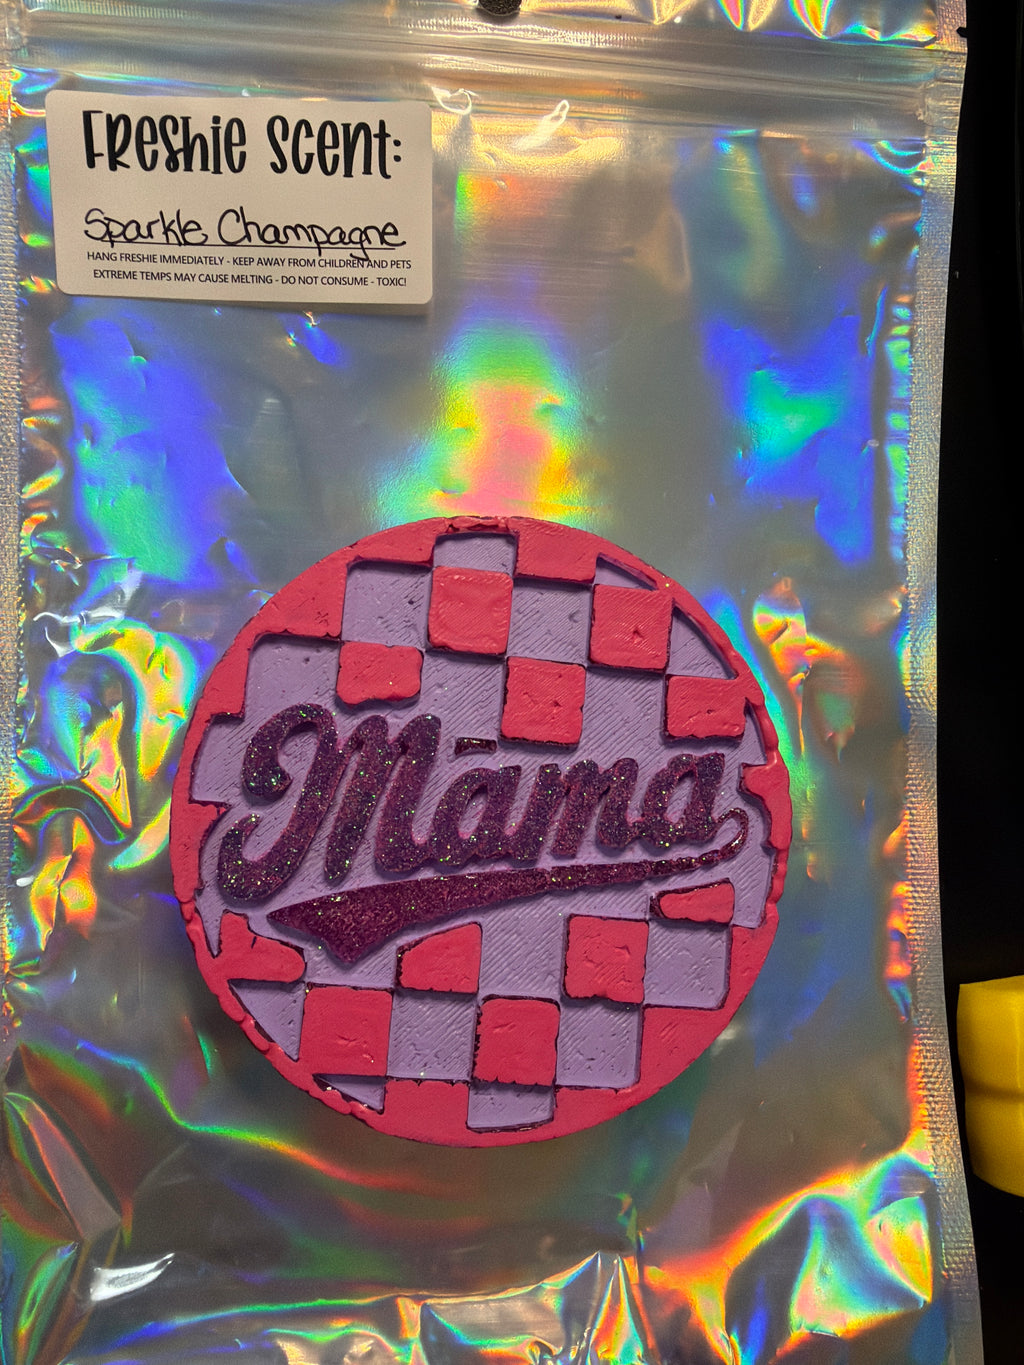 FRESHIE SCENT:
Sparkle Champagne
HANG FRESHIE IMMEDIATELY - KEEP AWAY FROM CHILDREN AND PETS
EXTREME TEMPS MAY CAUSE MELTING - DO NOT CONSUME - TOXIC!
Mama